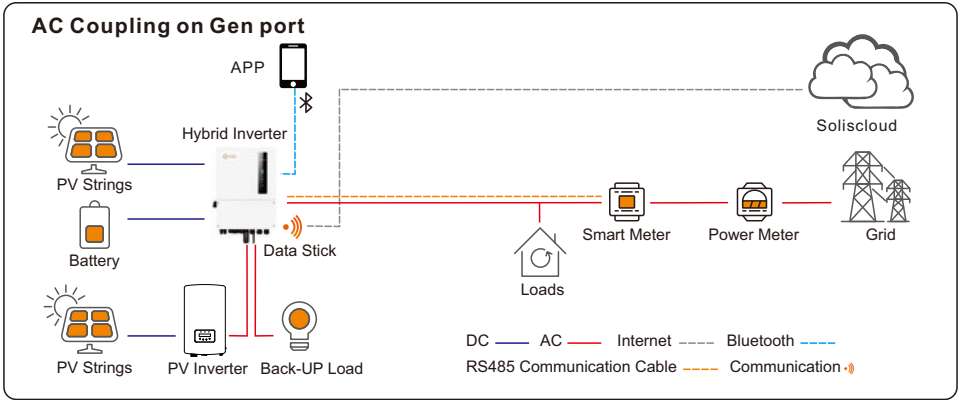 AC Coupling on Gen port
APP
Soliscloud
Hybrid Inverter
PV Strings
Battery
Data Stick
Smart Meter
Power Meter
Grid
Loads
PV Strings
PV Inverter
Back-UP Load
DC
AC
Internet
Bluetooth
RS485 Communication Cable
Communication